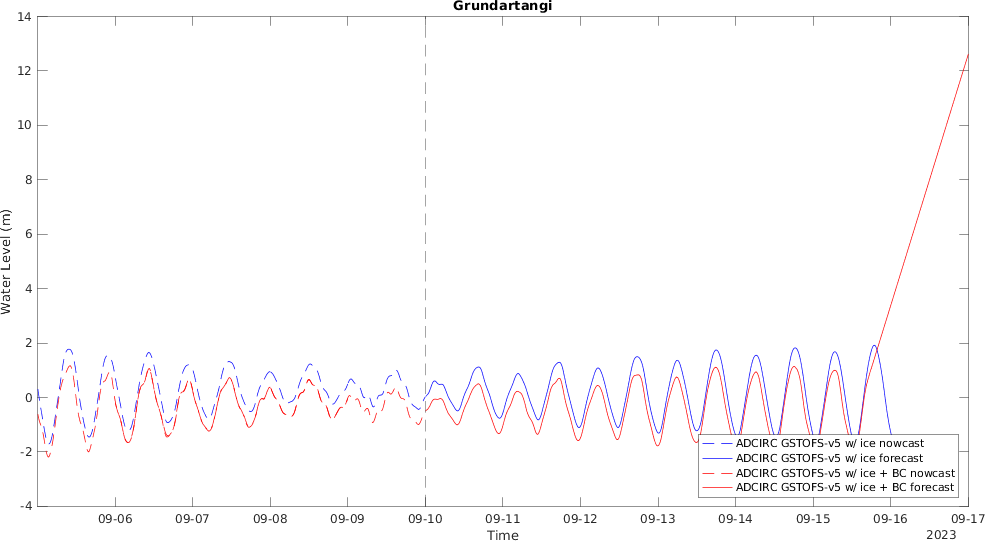 Grundartangi
14
12
10
8
6
4
2
0
-2
-4
Water Level (m)
ADCIRC GSTOFS-v5 w/ ice nowcast
ADCIRC GSTOFS-v5 w/ ice forecast
ADCIRC GSTOFS-v5 w/ ice + BC nowcast
ADCIRC GSTOFS-v5 w/ ice + BC forecast
09-06 09-07 09-08 09-09 09-10 09-11 09-12 09-13 09-14 09-15 09-16 09-17
Time
2023